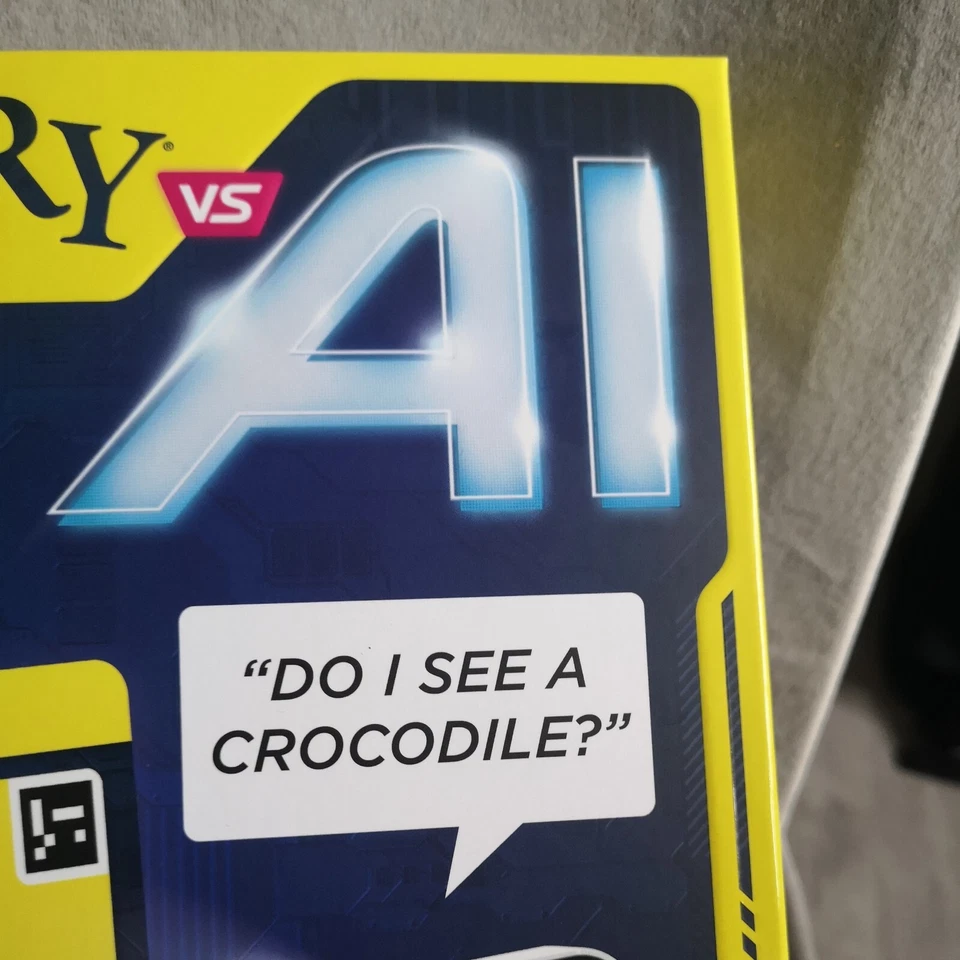 RY® VS AI
"DO I SEE A
CROCODILE?"